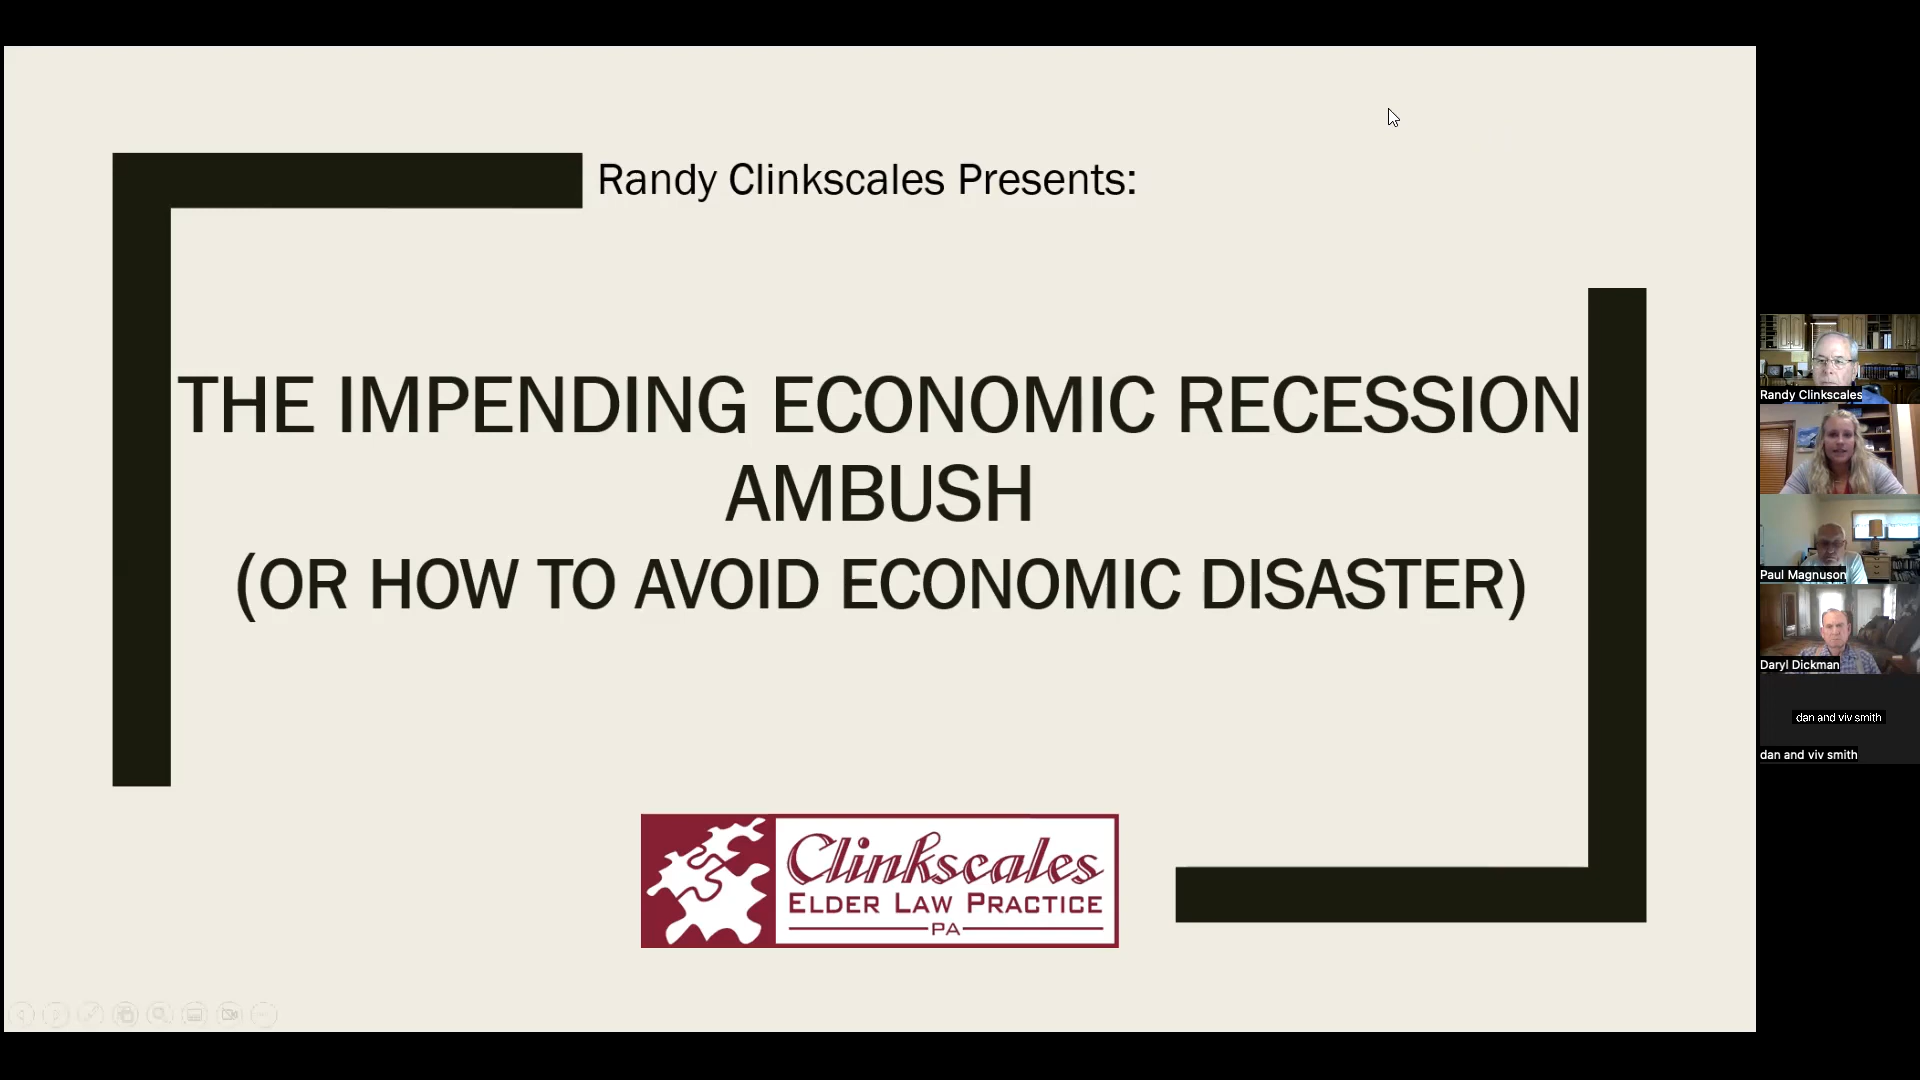 Randy Clinkscales Presents:
THE IMPENDING ECONOMIC RECESSION
AMBUSH
(OR HOW TO AVOID ECONOMIC DISASTER)
Clinkscales
ELDER LAW PRACTICE
PA
Randy Clinkscales
Paul Magnuson
Daryl Dickman
dan and viv smith
dan and viv smith